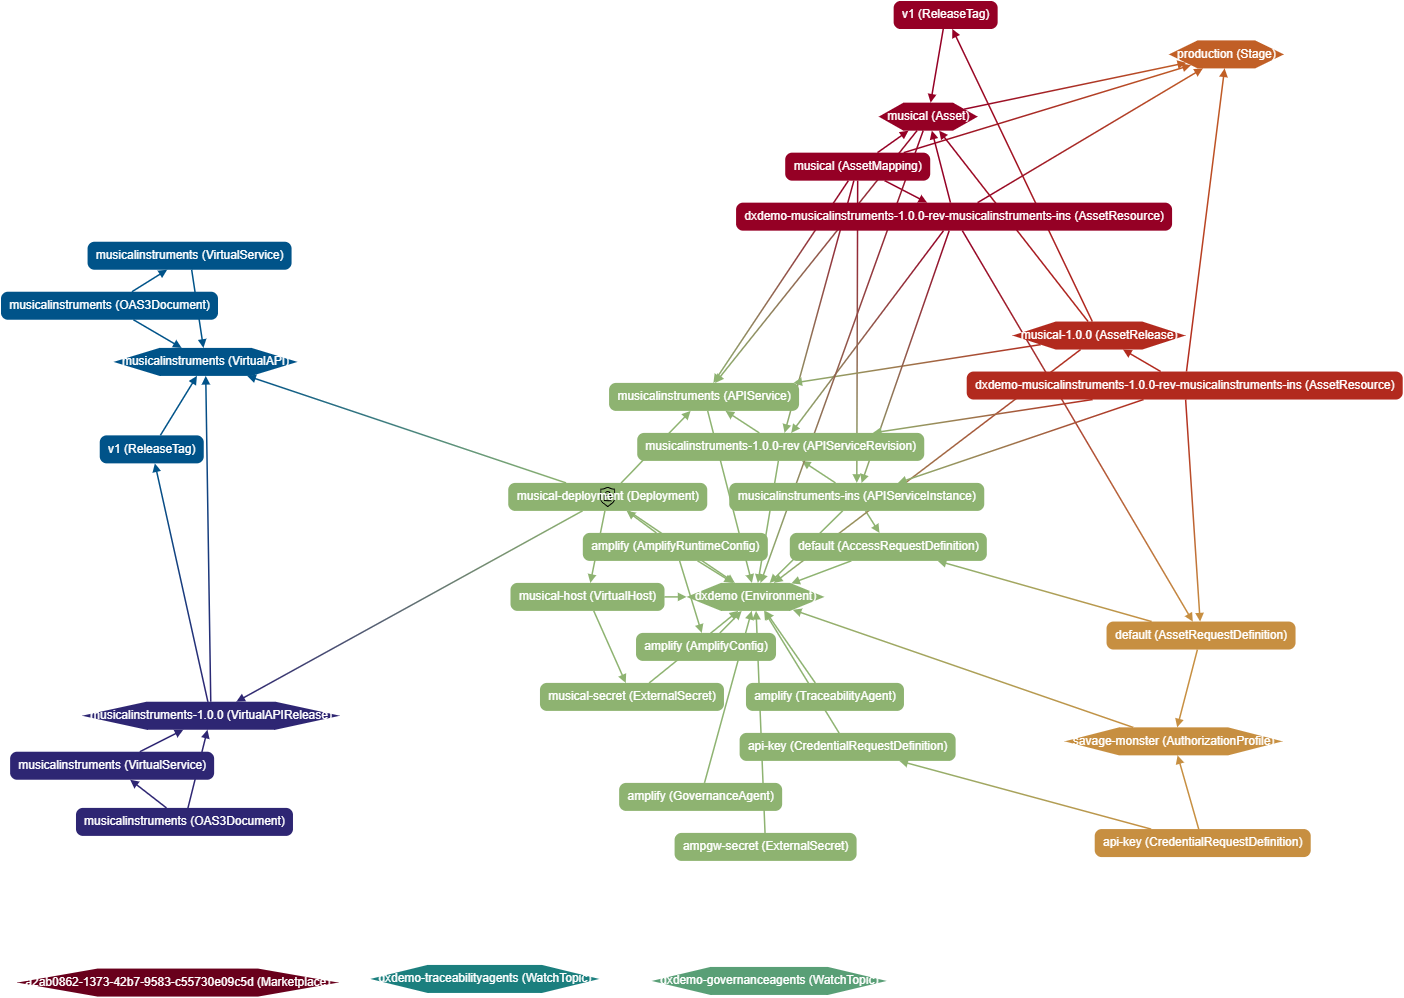 v1 (ReleaseTag)
production (Stage)
musical (Asset)
musical (AssetMapping)
dxdemo-musicalinstruments-1.0.0-rev-musicalinstruments-ins (AssetResource)
musicalinstruments (VirtualService)
musicalinstruments (OAS3Document)
musical-1.0.0 (AssetRelease)
musicalinstruments (VirtualAPI)
dxdemo-musicalinstruments-1.0.0-rev-musicalinstruments-ins (AssetResource)
musicalinstruments (APIService)
v1 (ReleaseTag)
musicalinstruments-1.0.0-rev (APIServiceRevision)
musical-deployment (Deployment)
musicalinstruments-ins (APIServiceInstance)
amplify (AmplifyRuntimeConfig)
default (AccessRequestDefinition)
musical-host (VirtualHost)
dxdemo (Environment)
default (AssetRequestDefinition)
amplify (AmplifyConfig)
musical-secret (ExternalSecret)
amplify (TraceabilityAgent)
musicalinstruments-1.0.0 (VirtualAPIRelease)
api-key (CredentialRequestDefinition)
savage-monster (AuthorizationProfile)
musicalinstruments (VirtualService)
amplify (GovernanceAgent)
musicalinstruments (OAS3Document)
ampgw-secret (ExternalSecret)
api-key (CredentialRequestDefinition)
a2ab0862-1373-42b7-9583-c55730e09c5d (Marketplace)
dxdemo-traceabilityagents (WatchTopic)
dxdemo-governanceagents (WatchTopic)